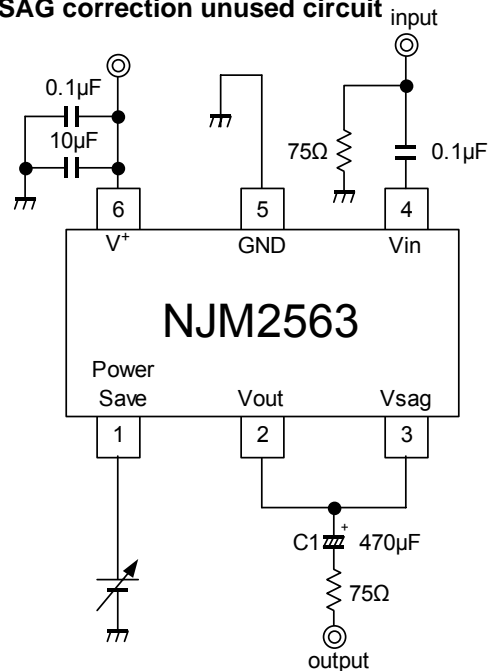 SAG correction unused circuit
input
0.1µF
10µF
75Ω
0.1µF
6
5
4
V+
GND
Vin
NJM2563
Power
Save
Vout
Vsag
1
2
3
C1
+
470µF
75Ω
output